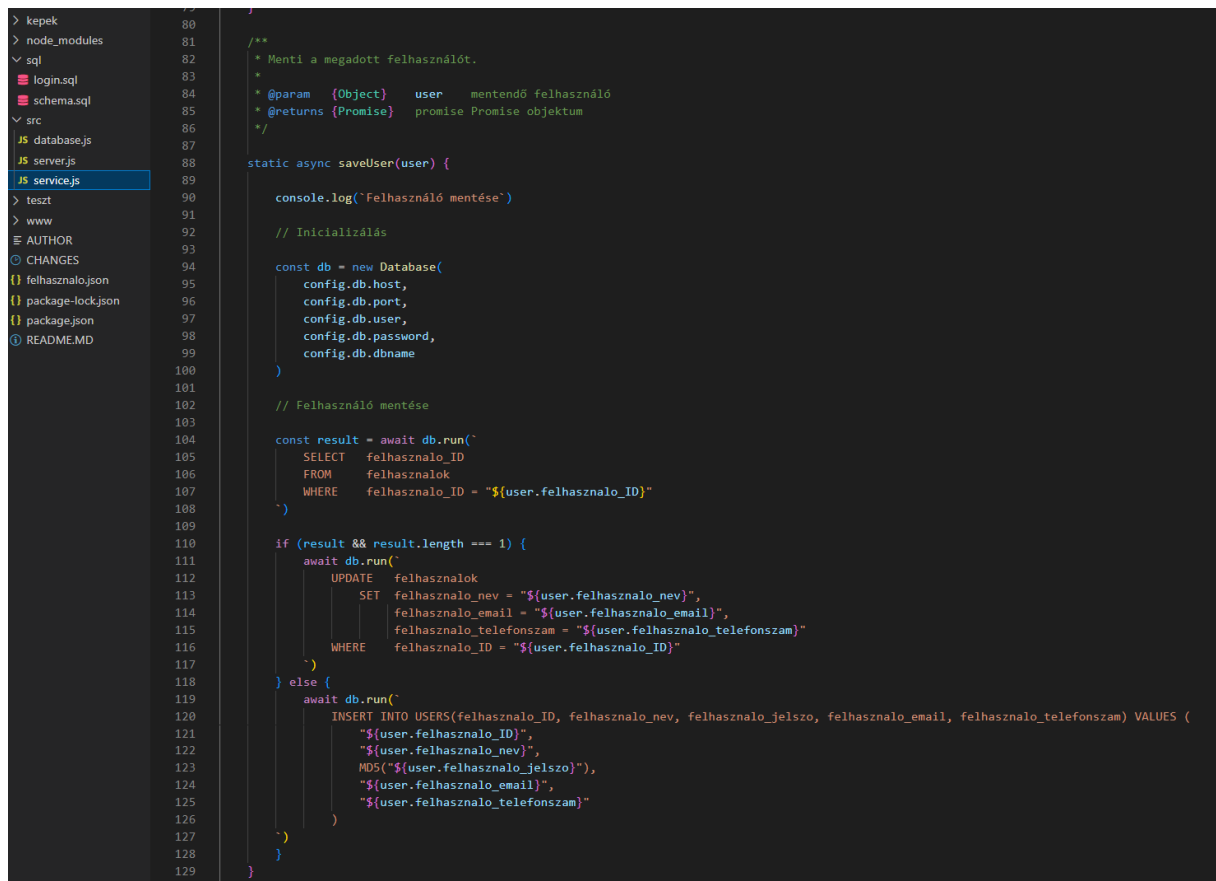 kepek
node_modules
sql
login.sql
schema.sql
src
JS database.js
JS server.js
JS service.js
teszt
www
AUTHOR
CHANGES
{} felhasznalo.json
{} package-lock.json
{} package.json
README.MD
79 }
80
81 /**
82 * Menti a megadott felhasználót.
83 *
84 * @param {Object} user mentendő felhasználó
85 * @returns {Promise} promise Promise objektum
86 */
87
88 static async saveUser(user) {
89
90 console.log(`Felhasználó mentése`)
91
92 // Inicializálás
93
94 const db = new Database(
95 config.db.host,
96 config.db.port,
97 config.db.user,
98 config.db.password,
99 config.db.dbname
100 )
101
102 // Felhasználó mentése
103
104 const result = await db.run(`
105 SELECT felhasznalo_ID
106 FROM felhasznalok
107 WHERE felhasznalo_ID = "${user.felhasznalo_ID}"
108 `)
109
110 if (result && result.length === 1) {
111 await db.run(`
112 UPDATE felhasznalok
113 SET felhasznalo_nev = "${user.felhasznalo_nev}",
114 felhasznalo_email = "${user.felhasznalo_email}",
115 felhasznalo_telefonszam = "${user.felhasznalo_telefonszam}"
116 WHERE felhasznalo_ID = "${user.felhasznalo_ID}"
117 `)
118 } else {
119 await db.run(`
120 INSERT INTO USERS(felhasznalo_ID, felhasznalo_nev, felhasznalo_jelszo, felhasznalo_email, felhasznalo_telefonszam) VALUES (
121 "${user.felhasznalo_ID}",
122 "${user.felhasznalo_nev}",
123 MD5("${user.felhasznalo_jelszo}"),
124 "${user.felhasznalo_email}",
125 "${user.felhasznalo_telefonszam}"
126 )
127 `)
128 }
129 }